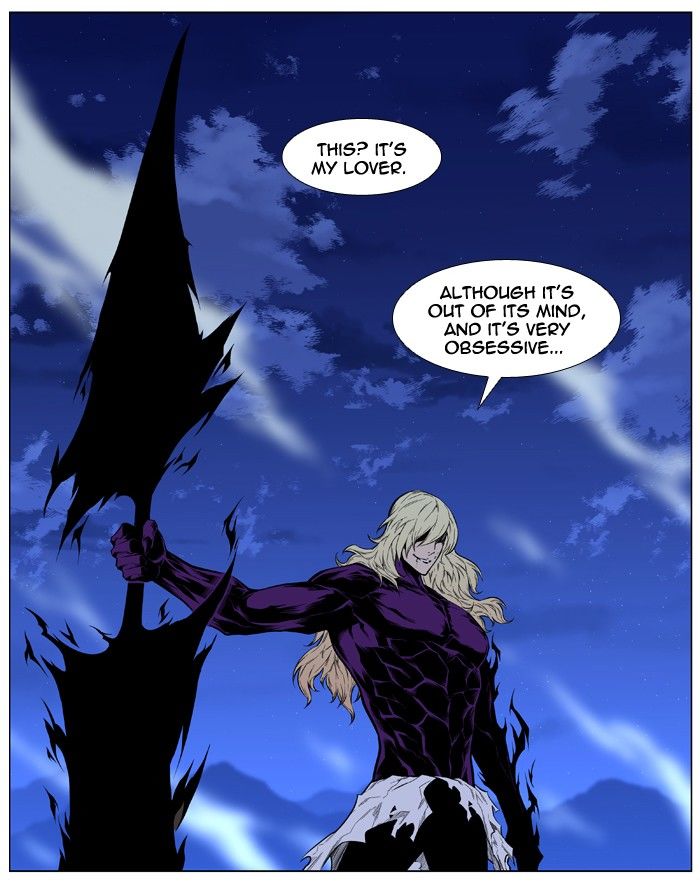 THIS? IT'S
MY LOVER.
ALTHOUGH IT'S
OUT OF ITS MIND,
AND IT'S VERY
OBSESSIVE...